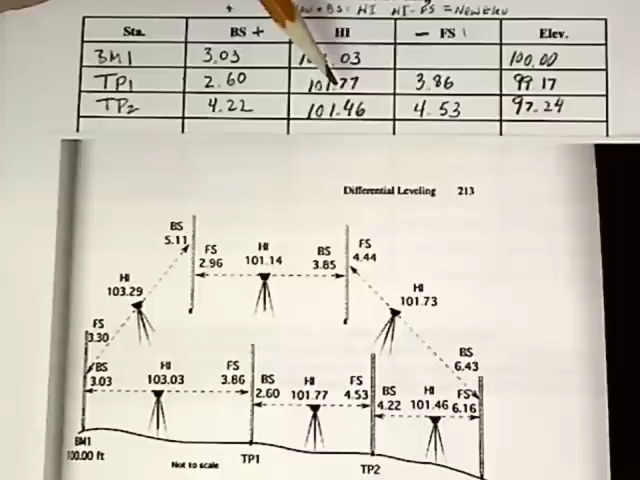 + BS = HI HI - FS = New Elev
Sta. BS + HI - FS Elev.
BM1 3.03 103.03 100.00
TP1 2.60 101.77 3.86 99.17
TP2 4.22 101.46 4.53 97.24
Differential Leveling 213
BS
5.11
FS
2.96
HI
101.14
BS
3.85
FS
4.44
HI
103.29
HI
101.73
FS
3.30
BS
3.03
HI
103.03
FS
3.86
BS
2.60
HI
101.77
FS
4.53
BS
4.22
HI
101.46
FS
6.16
BS
6.43
BM1
100.00 ft
Not to scale
TP1
TP2